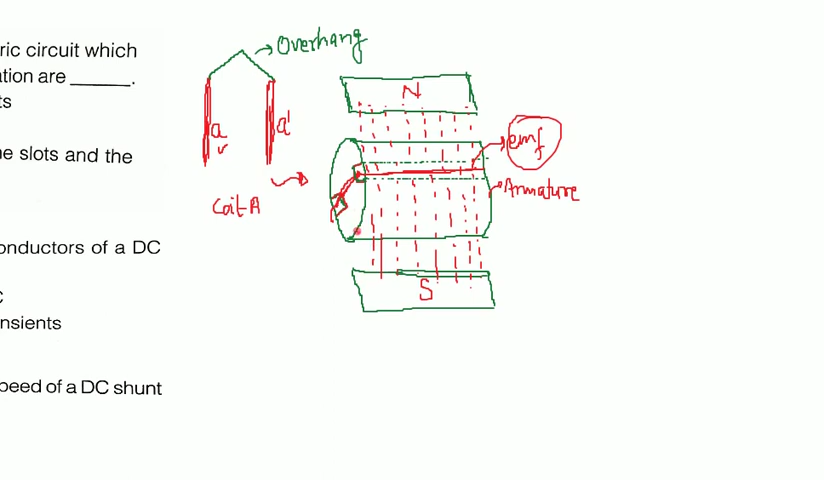 ric circuit which
ation are ______.
ts
ne slots and the
onductors of a DC
nsients
peed of a DC shunt
Overhang
a
a'
Coil-A
N
emf
Armature
S